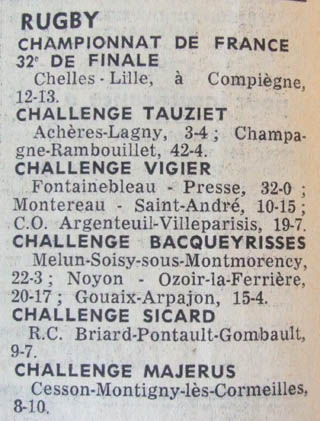 RUGBY
CHAMPIONNAT DE FRANCE
32e DE FINALE
Chelles - Lille, à Compiègne,
12-13.
CHALLENGE TAUZIET
Achères-Lagny, 3-4 ; Champa-
gne-Rambouillet, 42-4.
CHALLENGE VIGIER
Fontainebleau - Presse, 32-0 ;
Montereau - Saint-André, 10-15 ;
C.O. Argenteuil-Villeparisis, 19-7.
CHALLENGE BACQUEYRISSES
Melun-Soisy-sous-Montmorency,
22-3 ; Noyon - Ozoir-la-Ferrière,
20-17 ; Gouaix-Arpajon, 15-4.
CHALLENGE SICARD
R.C. Briard-Pontault-Gombault,
9-7.
CHALLENGE MAJERUS
Cesson-Montigny-lès-Cormeilles,
8-10.